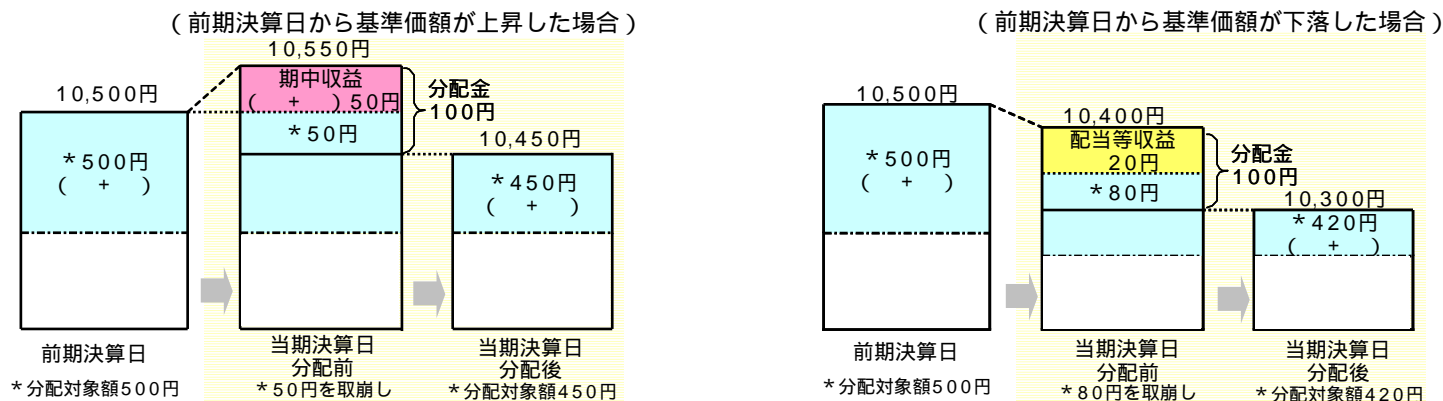 (前期決算日から基準価額が上昇した場合)
10,550円
10,500円
期中収益
( + )50円
分配金
100円
*50円
10,450円
*500円
( + )
*450円
( + )
前期決算日
当期決算日
分配前
当期決算日
分配後
*分配対象額500円
*50円を取崩し
*分配対象額450円
(前期決算日から基準価額が下落した場合)
10,500円
10,400円
配当等収益
20円
分配金
100円
*500円
( + )
*80円
10,300円
*420円
( + )
前期決算日
当期決算日
分配前
当期決算日
分配後
*分配対象額500円
*80円を取崩し
*分配対象額420円